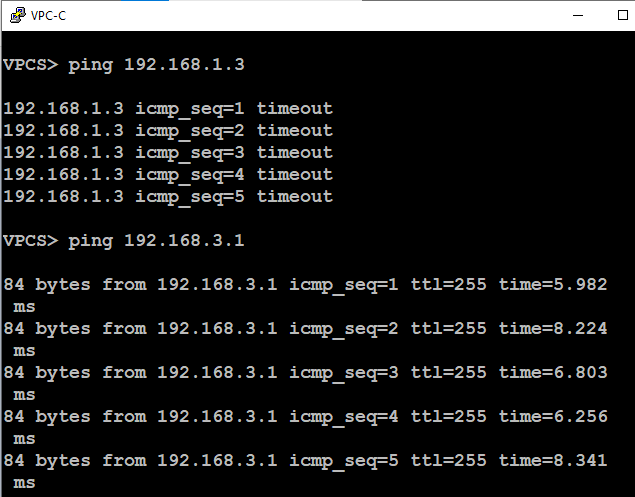 VPC-C
VPCS> ping 192.168.1.3
192.168.1.3 icmp_seq=1 timeout
192.168.1.3 icmp_seq=2 timeout
192.168.1.3 icmp_seq=3 timeout
192.168.1.3 icmp_seq=4 timeout
192.168.1.3 icmp_seq=5 timeout
VPCS> ping 192.168.3.1
84 bytes from 192.168.3.1 icmp_seq=1 ttl=255 time=5.982
ms
84 bytes from 192.168.3.1 icmp_seq=2 ttl=255 time=8.224
ms
84 bytes from 192.168.3.1 icmp_seq=3 ttl=255 time=6.803
ms
84 bytes from 192.168.3.1 icmp_seq=4 ttl=255 time=6.256
ms
84 bytes from 192.168.3.1 icmp_seq=5 ttl=255 time=8.341
ms